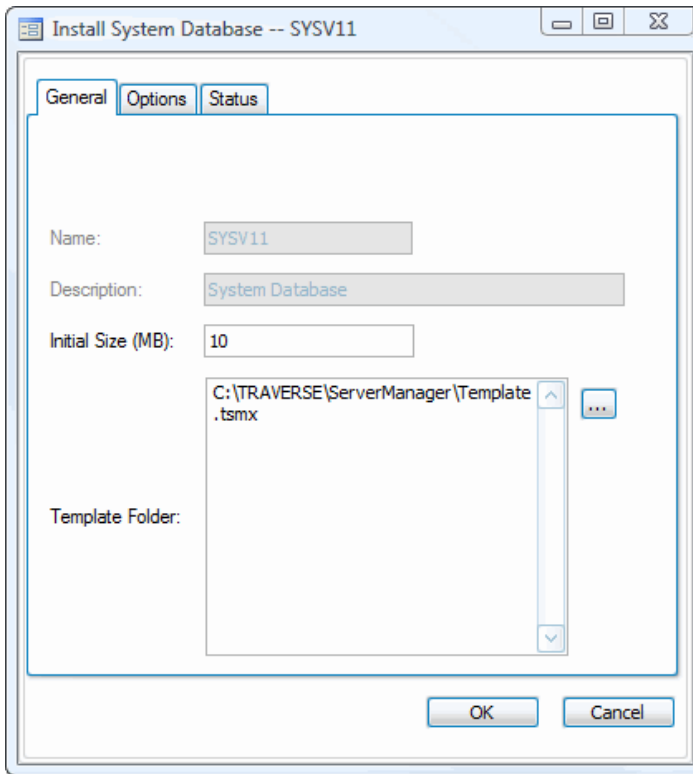 Install System Database -- SYSV11
General Options Status
Name: SYSV11
Description: System Database
Initial Size (MB): 10
C:\TRAVERSE\ServerManager\Template
.tsmx
...
Template Folder:
OK Cancel